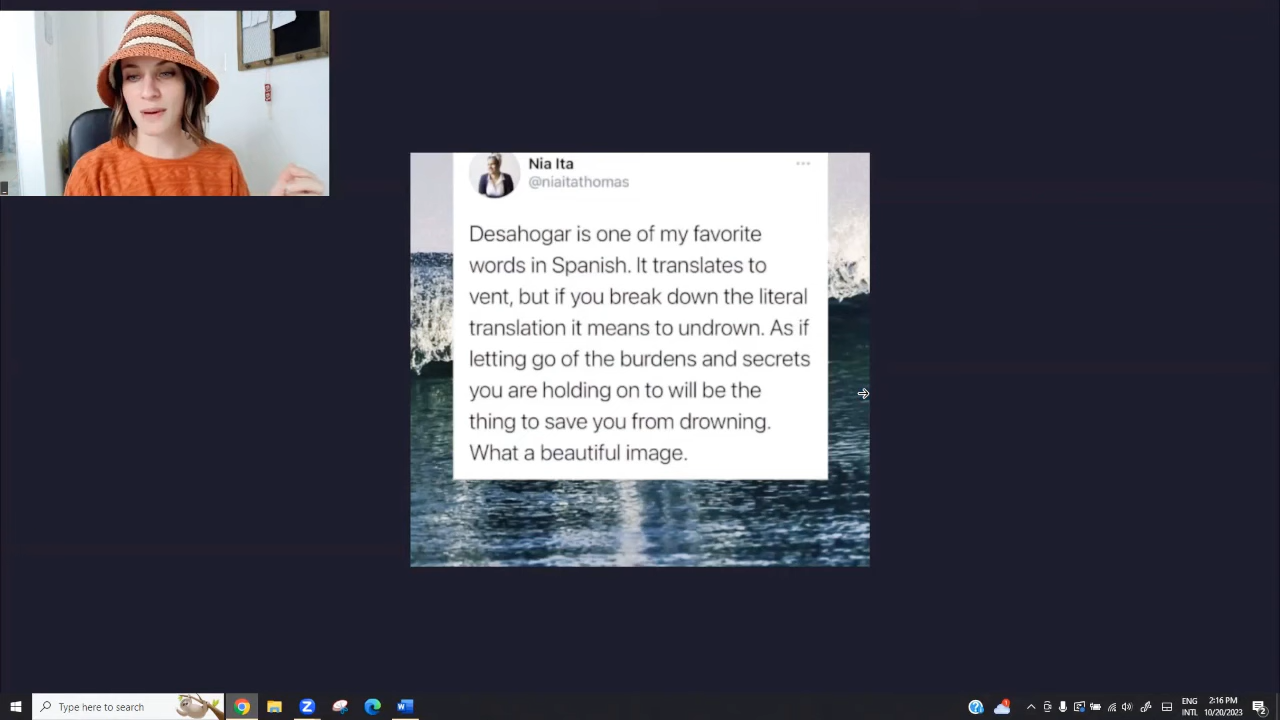 Nia Ita
@niaitathomas
Desahogar is one of my favorite
words in Spanish. It translates to
vent, but if you break down the literal
translation it means to undrown. As if
letting go of the burdens and secrets
you are holding on to will be the
thing to save you from drowning.
What a beautiful image.
Type here to search
ENG
INTL
2:16 PM
10/20/2023